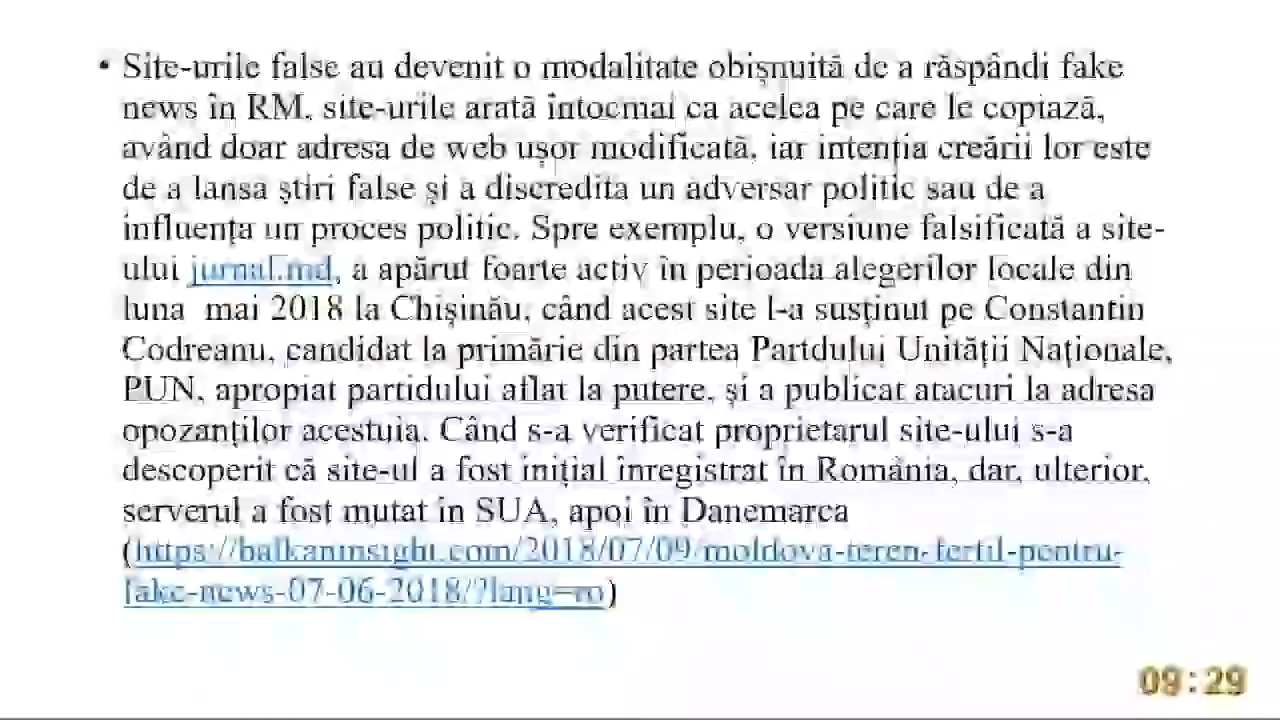 • Site-urile false au devenit o modalitate obișnuită de a răspândi fake
news în RM, site-urile arată întocmai ca acelea pe care le copiază,
având doar adresa de web ușor modificată, iar intenția creării lor este
de a lansa știri false și a discredita un adversar politic sau de a
influența un proces politic. Spre exemplu, o versiune falsificată a site-
ului jurnal.md, a apărut foarte activ în perioada alegerilor locale din
luna mai 2018 la Chișinău, când acest site l-a susținut pe Constantin
Codreanu, candidat la primărie din partea Partdului Unității Naționale,
PUN, apropiat partidului aflat la putere, și a publicat atacuri la adresa
opozanților acestuia. Când s-a verificat proprietarul site-ului s-a
descoperit că site-ul a fost inițial înregistrat în România, dar, ulterior,
serverul a fost mutat în SUA, apoi în Danemarca
(https://balkaninsight.com/2018/07/09/moldova-teren-fertil-pentru-
fake-news-07-06-2018/?lang=ro)
09:29